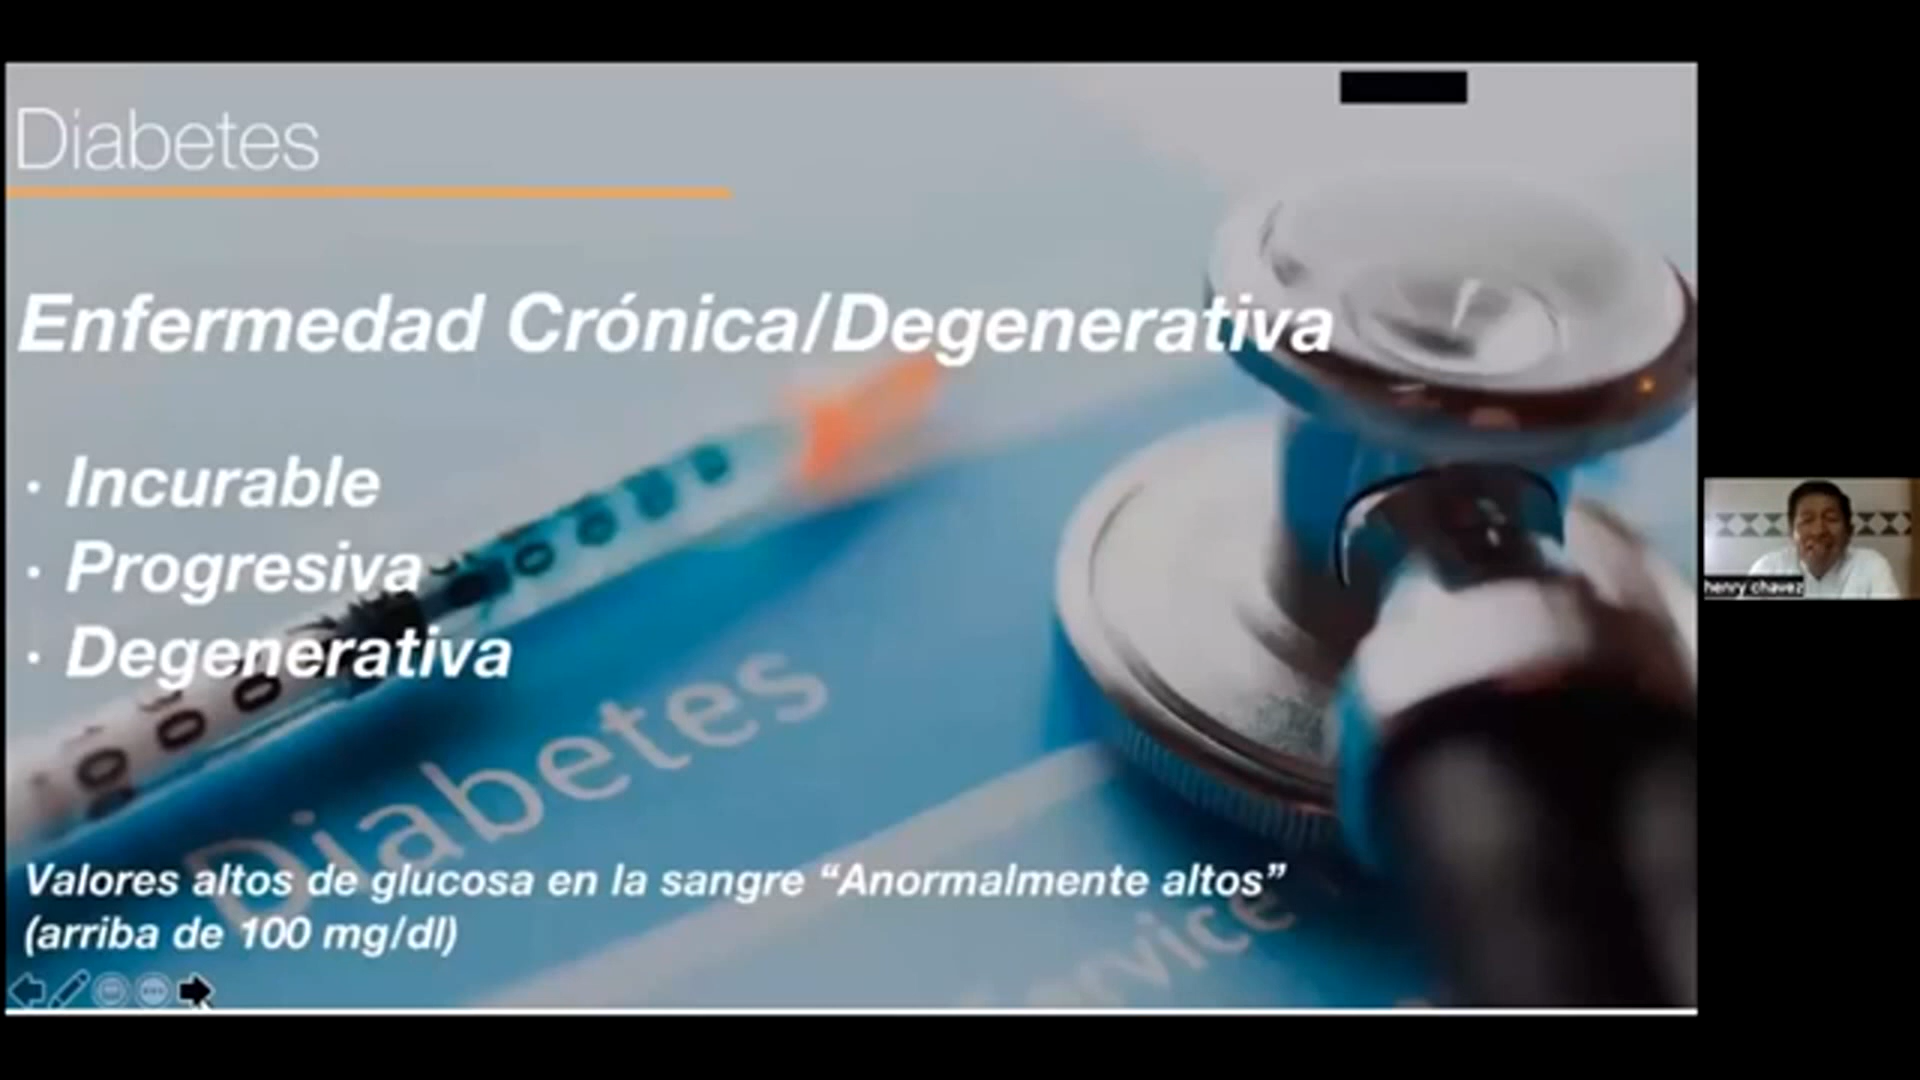 Diabetes
Enfermedad Crónica/Degenerativa
· Incurable
· Progresiva
· Degenerativa
Diabetes
Valores altos de glucosa en la sangre “Anormalmente altos”
(arriba de 100 mg/dl)
Service
henry chavez